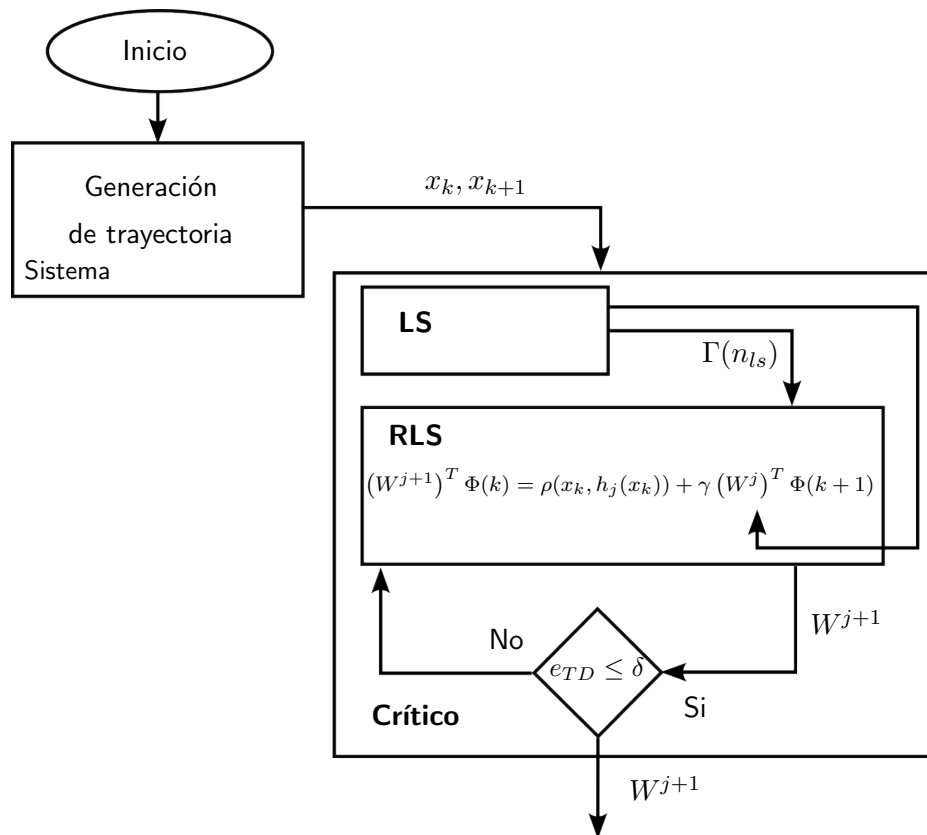 Inicio
Generación
de trayectoria
Sistema
x_k, x_{k+1}
LS
Γ(n_{ls})
RLS
(W^{j+1})^T Φ(k) = ρ(x_k, h_j(x_k)) + γ (W^j)^T Φ(k + 1)
W^{j+1}
No
e_{TD} ≤ δ
Si
Crítico
W^{j+1}